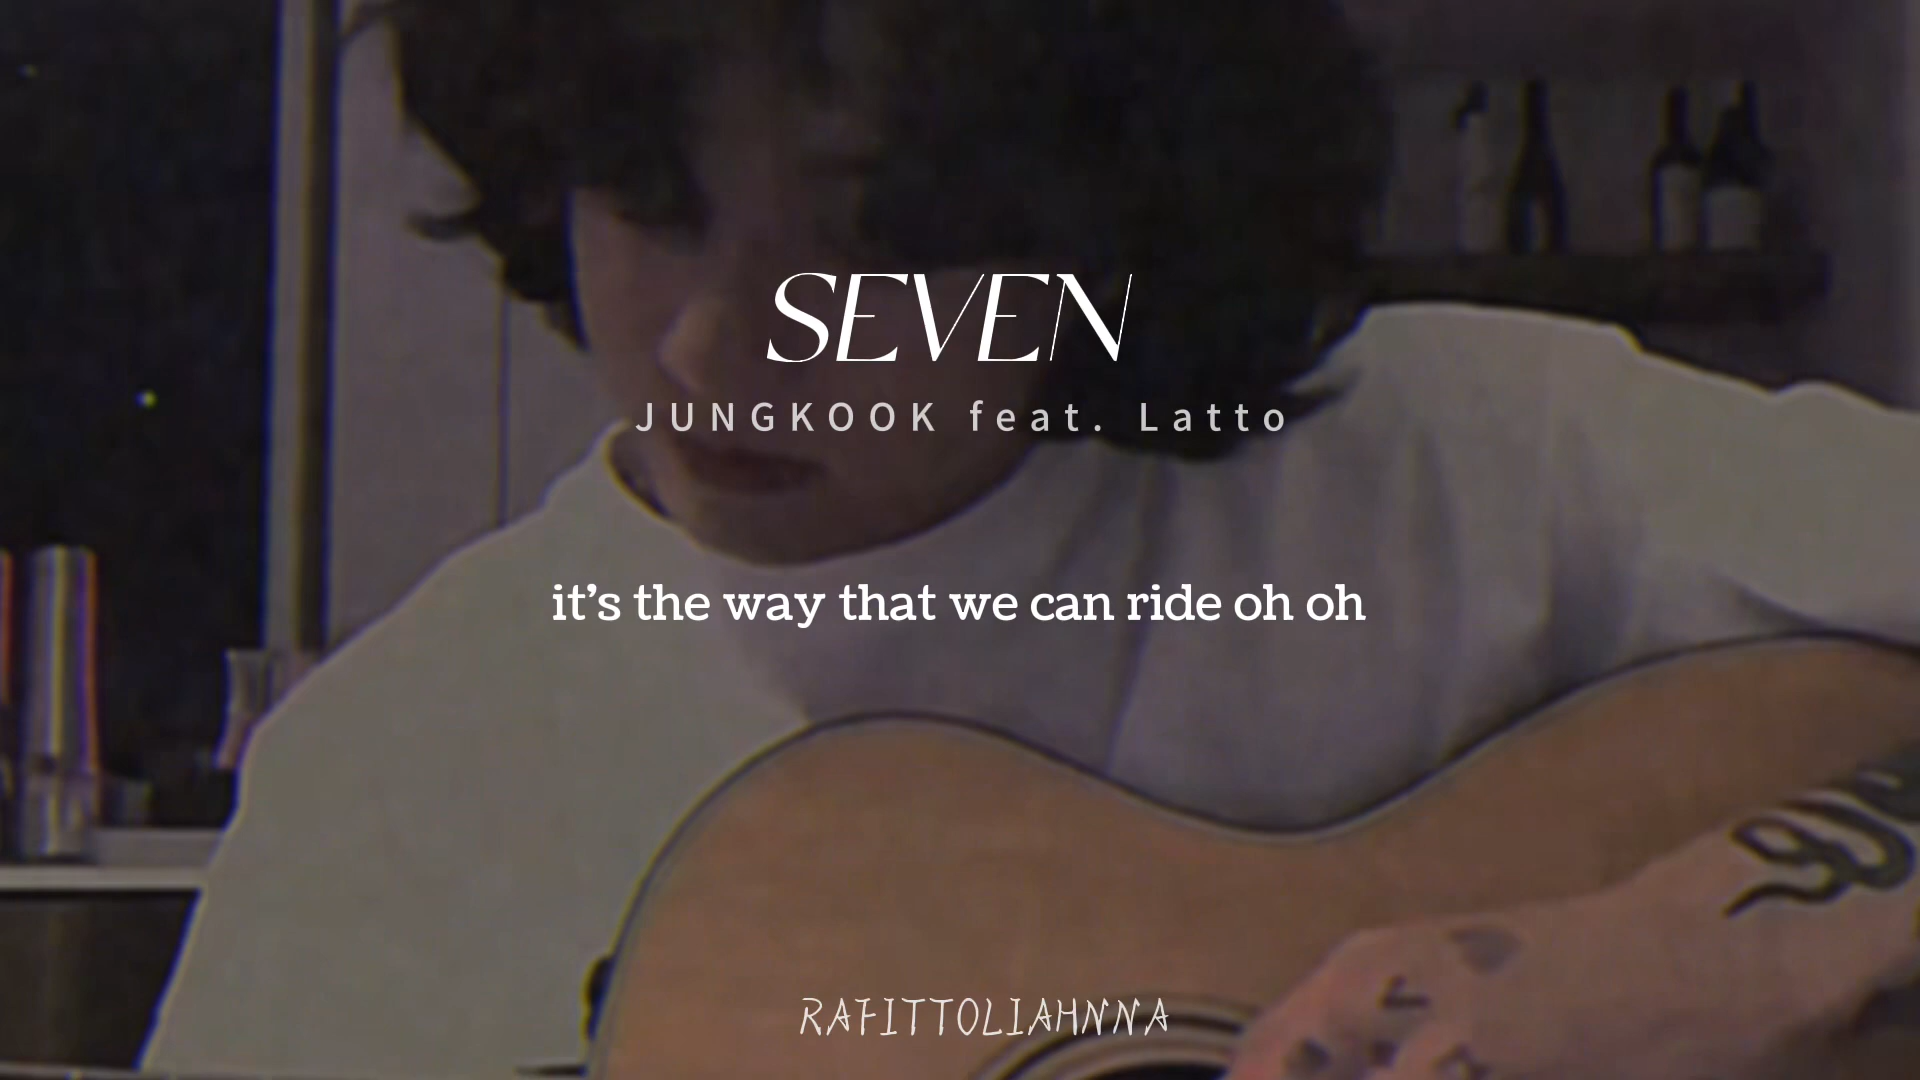 SEVEN
JUNGKOOK feat. Latto
it’s the way that we can ride oh oh
RAFITTOLIAHNNA